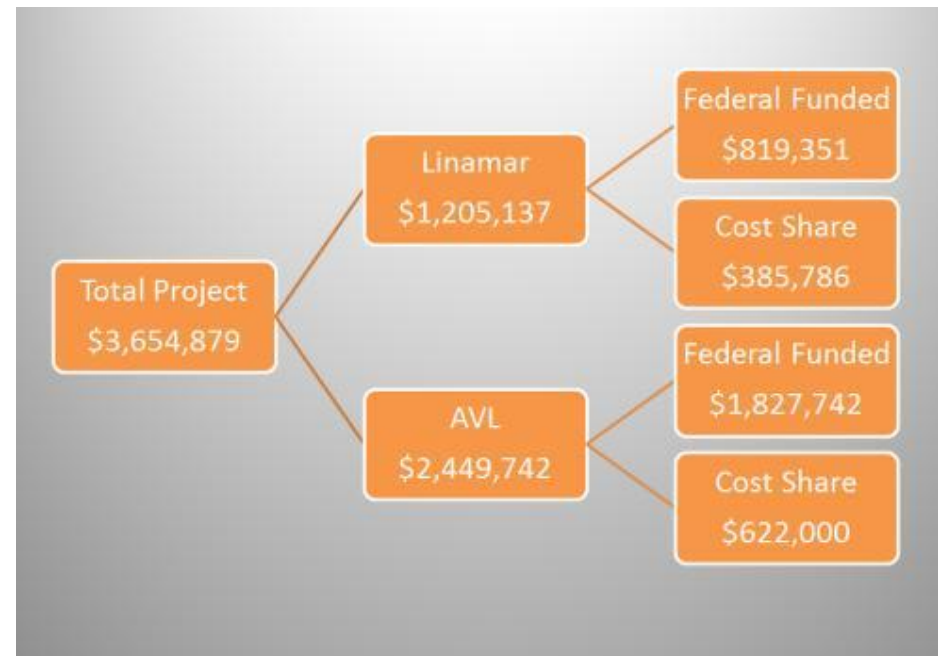 Total Project
$3,654,879
Linamar
$1,205,137
Federal Funded
$819,351
Cost Share
$385,786
AVL
$2,449,742
Federal Funded
$1,827,742
Cost Share
$622,000